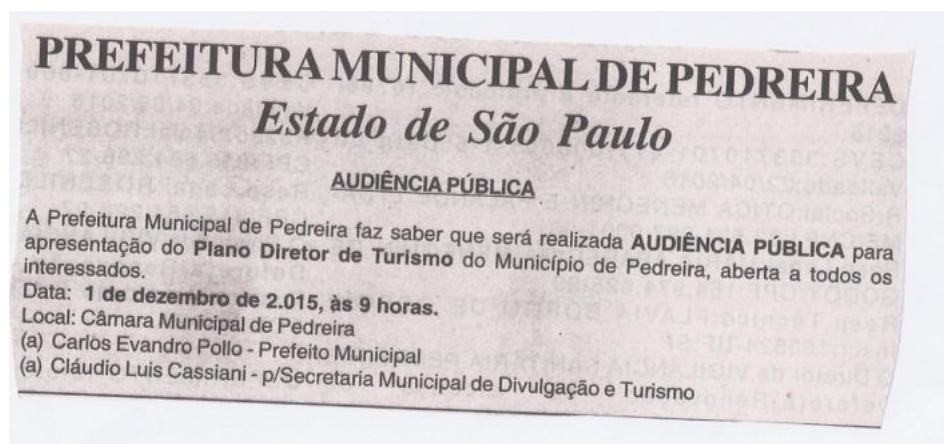 PREFEITURA MUNICIPAL DE PEDREIRA
Estado de São Paulo
AUDIÊNCIA PÚBLICA
A Prefeitura Municipal de Pedreira faz saber que será realizada AUDIÊNCIA PÚBLICA para
apresentação do Plano Diretor de Turismo do Município de Pedreira, aberta a todos os
interessados.
Data: 1 de dezembro de 2.015, às 9 horas.
Local: Câmara Municipal de Pedreira
(a) Carlos Evandro Pollo - Prefeito Municipal
(a) Cláudio Luis Cassiani - p/Secretaria Municipal de Divulgação e Turismo